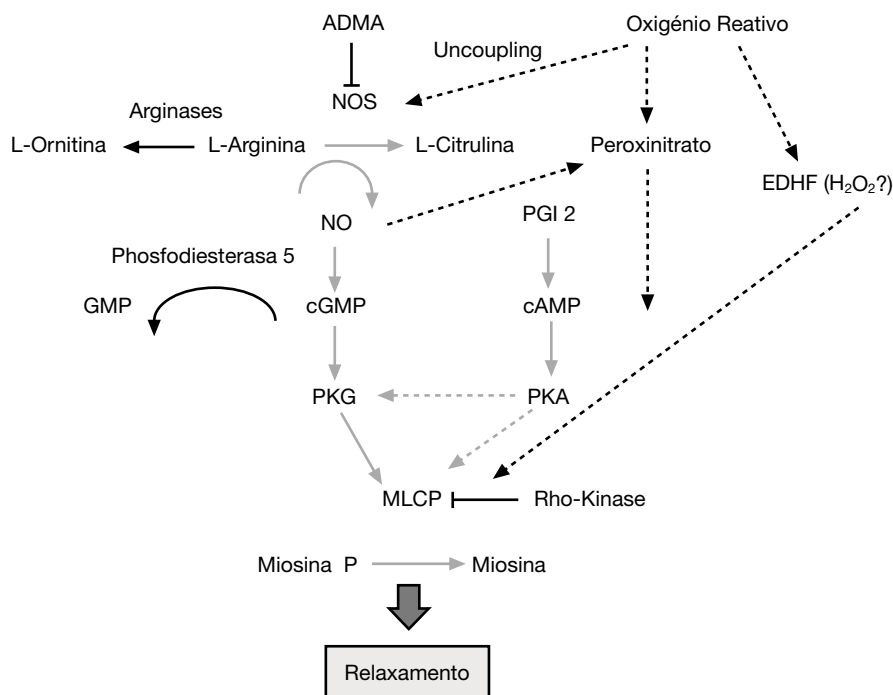 ADMA
Oxigénio Reativo
Uncoupling
NOS
Arginases
L-Ornitina
L-Arginina
L-Citrulina
Peroxinitrato
EDHF (H₂O₂?)
NO
PGI 2
Phosfodiesterasa 5
GMP
cGMP
cAMP
PKG
PKA
MLCP
Rho-Kinase
Miosina P
Miosina
Relaxamento